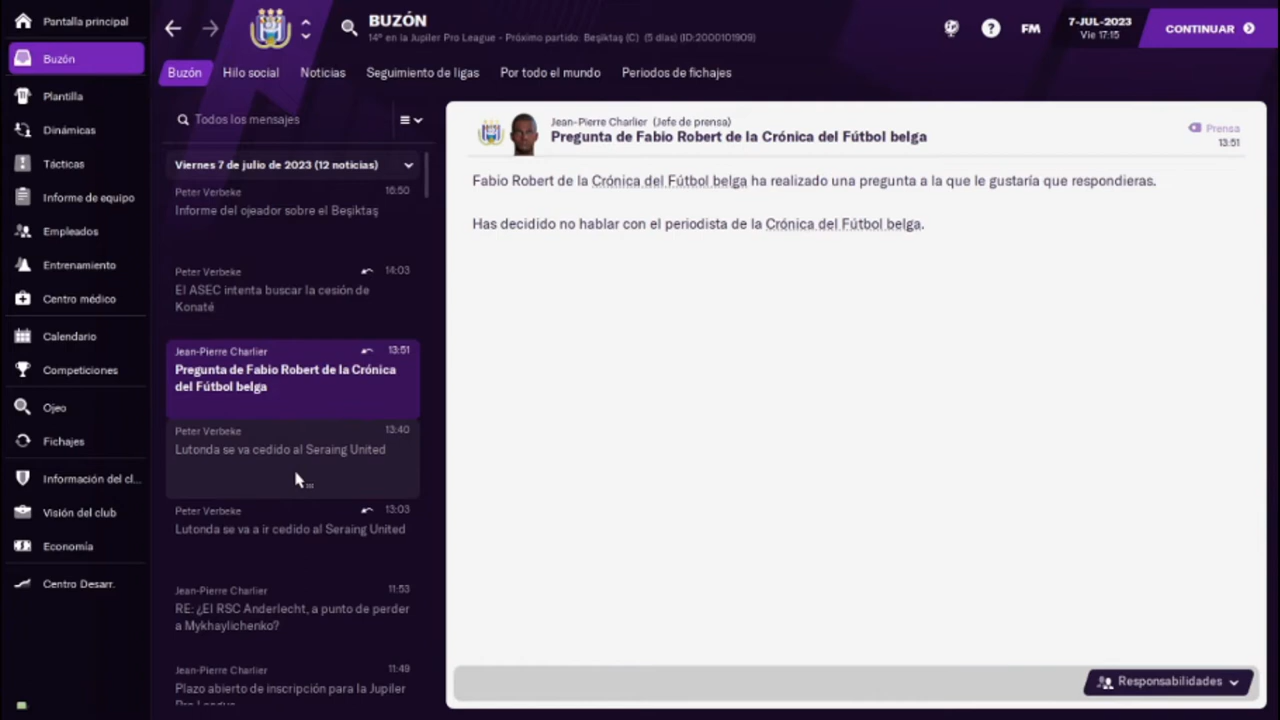 Pantalla principal
Buzón
Plantilla
Dinámicas
Tácticas
Informe de equipo
Empleados
Entrenamiento
Centro médico
Calendario
Competiciones
Ojeo
Fichajes
Información del cl...
Visión del club
Economía
Centro Desarr.
BUZÓN
14º en la Jupiler Pro League - Próximo partido: Beşiktaş (C) (5 días) (ID:2000101909)
?
FM
7-JUL-2023
Vie 17:15
CONTINUAR
Buzón
Hilo social
Noticias
Seguimiento de ligas
Por todo el mundo
Periodos de fichajes
Todos los mensajes
Viernes 7 de julio de 2023 (12 noticias)
Peter Verbeke 16:50
Informe del ojeador sobre el Beşiktaş
Peter Verbeke 14:03
El ASEC intenta buscar la cesión de
Konaté
Jean-Pierre Charlier 13:51
Pregunta de Fabio Robert de la Crónica
del Fútbol belga
Peter Verbeke 13:40
Lutonda se va cedido al Seraing United
Peter Verbeke 13:03
Lutonda se va a ir cedido al Seraing United
Jean-Pierre Charlier 11:53
RE: ¿El RSC Anderlecht, a punto de perder
a Mykhaylichenko?
Jean-Pierre Charlier 11:49
Plazo abierto de inscripción para la Jupiler
Pro League
Jean-Pierre Charlier (Jefe de prensa)
Pregunta de Fabio Robert de la Crónica del Fútbol belga
Prensa
13:51
Fabio Robert de la Crónica del Fútbol belga ha realizado una pregunta a la que le gustaría que respondieras.
Has decidido no hablar con el periodista de la Crónica del Fútbol belga.
Responsabilidades